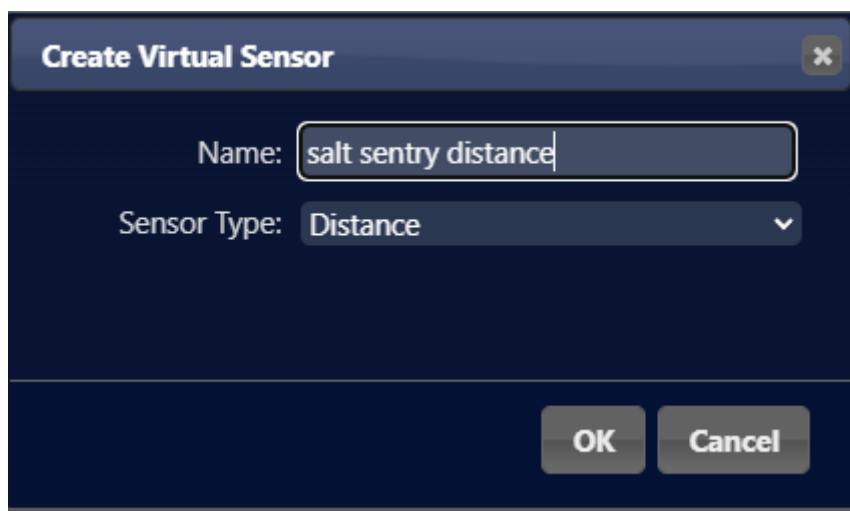 Create Virtual Sensor
Name: salt sentry distance
Sensor Type: Distance
OK Cancel